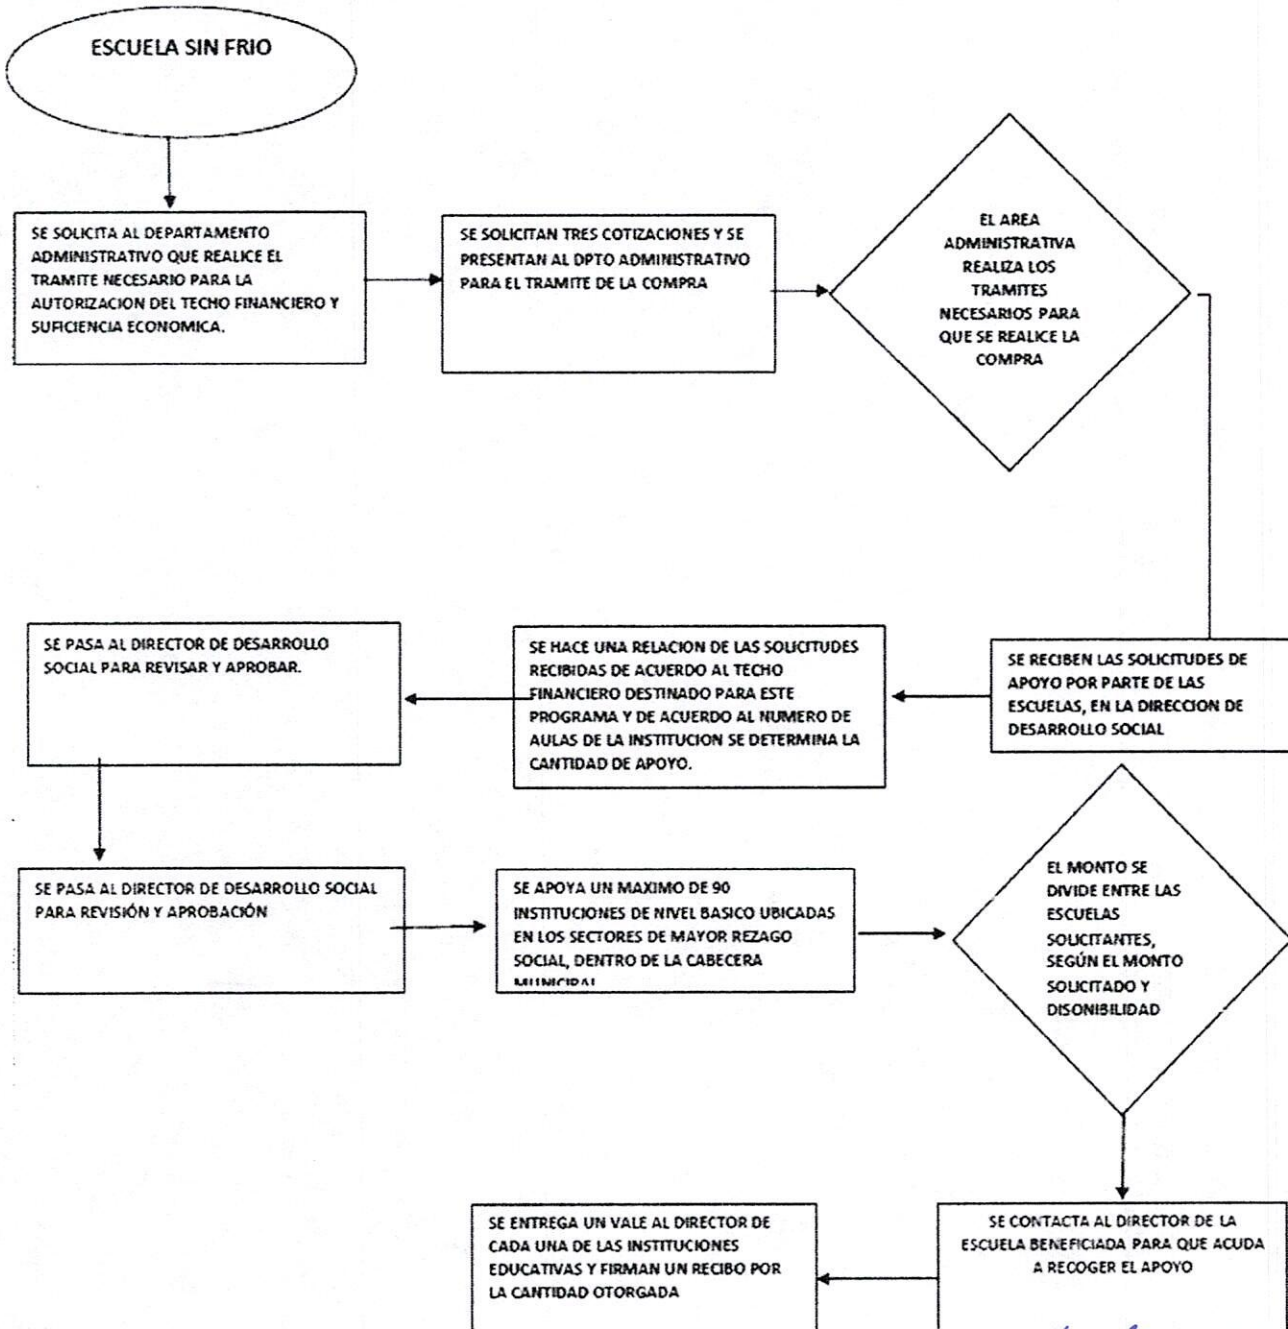 ESCUELA SIN FRIO
SE SOLICITA AL DEPARTAMENTO
ADMINISTRATIVO QUE REALICE EL
TRAMITE NECESARIO PARA LA
AUTORIZACION DEL TECHO FINANCIERO Y
SUFICIENCIA ECONOMICA.
SE SOLICITAN TRES COTIZACIONES Y SE
PRESENTAN AL DPTO ADMINISTRATIVO
PARA EL TRAMITE DE LA COMPRA
EL AREA
ADMINISTRATIVA
REALIZA LOS
TRAMITES
NECESARIOS PARA
QUE SE REALICE LA
COMPRA
SE RECIBEN LAS SOLICITUDES DE
APOYO POR PARTE DE LAS
ESCUELAS, EN LA DIRECCION DE
DESARROLLO SOCIAL
SE HACE UNA RELACION DE LAS SOLICITUDES
RECIBIDAS DE ACUERDO AL TECHO
FINANCIERO DESTINADO PARA ESTE
PROGRAMA Y DE ACUERDO AL NUMERO DE
AULAS DE LA INSTITUCION SE DETERMINA LA
CANTIDAD DE APOYO.
SE PASA AL DIRECTOR DE DESARROLLO
SOCIAL PARA REVISAR Y APROBAR.
SE PASA AL DIRECTOR DE DESARROLLO SOCIAL
PARA REVISIÓN Y APROBACIÓN
SE APOYA UN MAXIMO DE 90
INSTITUCIONES DE NIVEL BASICO UBICADAS
EN LOS SECTORES DE MAYOR REZAGO
SOCIAL, DENTRO DE LA CABECERA
MUNICIPAL
EL MONTO SE
DIVIDE ENTRE LAS
ESCUELAS
SOLICITANTES,
SEGÚN EL MONTO
SOLICITADO Y
DISONIBILIDAD
SE CONTACTA AL DIRECTOR DE LA
ESCUELA BENEFICIADA PARA QUE ACUDA
A RECOGER EL APOYO
SE ENTREGA UN VALE AL DIRECTOR DE
CADA UNA DE LAS INSTITUCIONES
EDUCATIVAS Y FIRMAN UN RECIBO POR
LA CANTIDAD OTORGADA